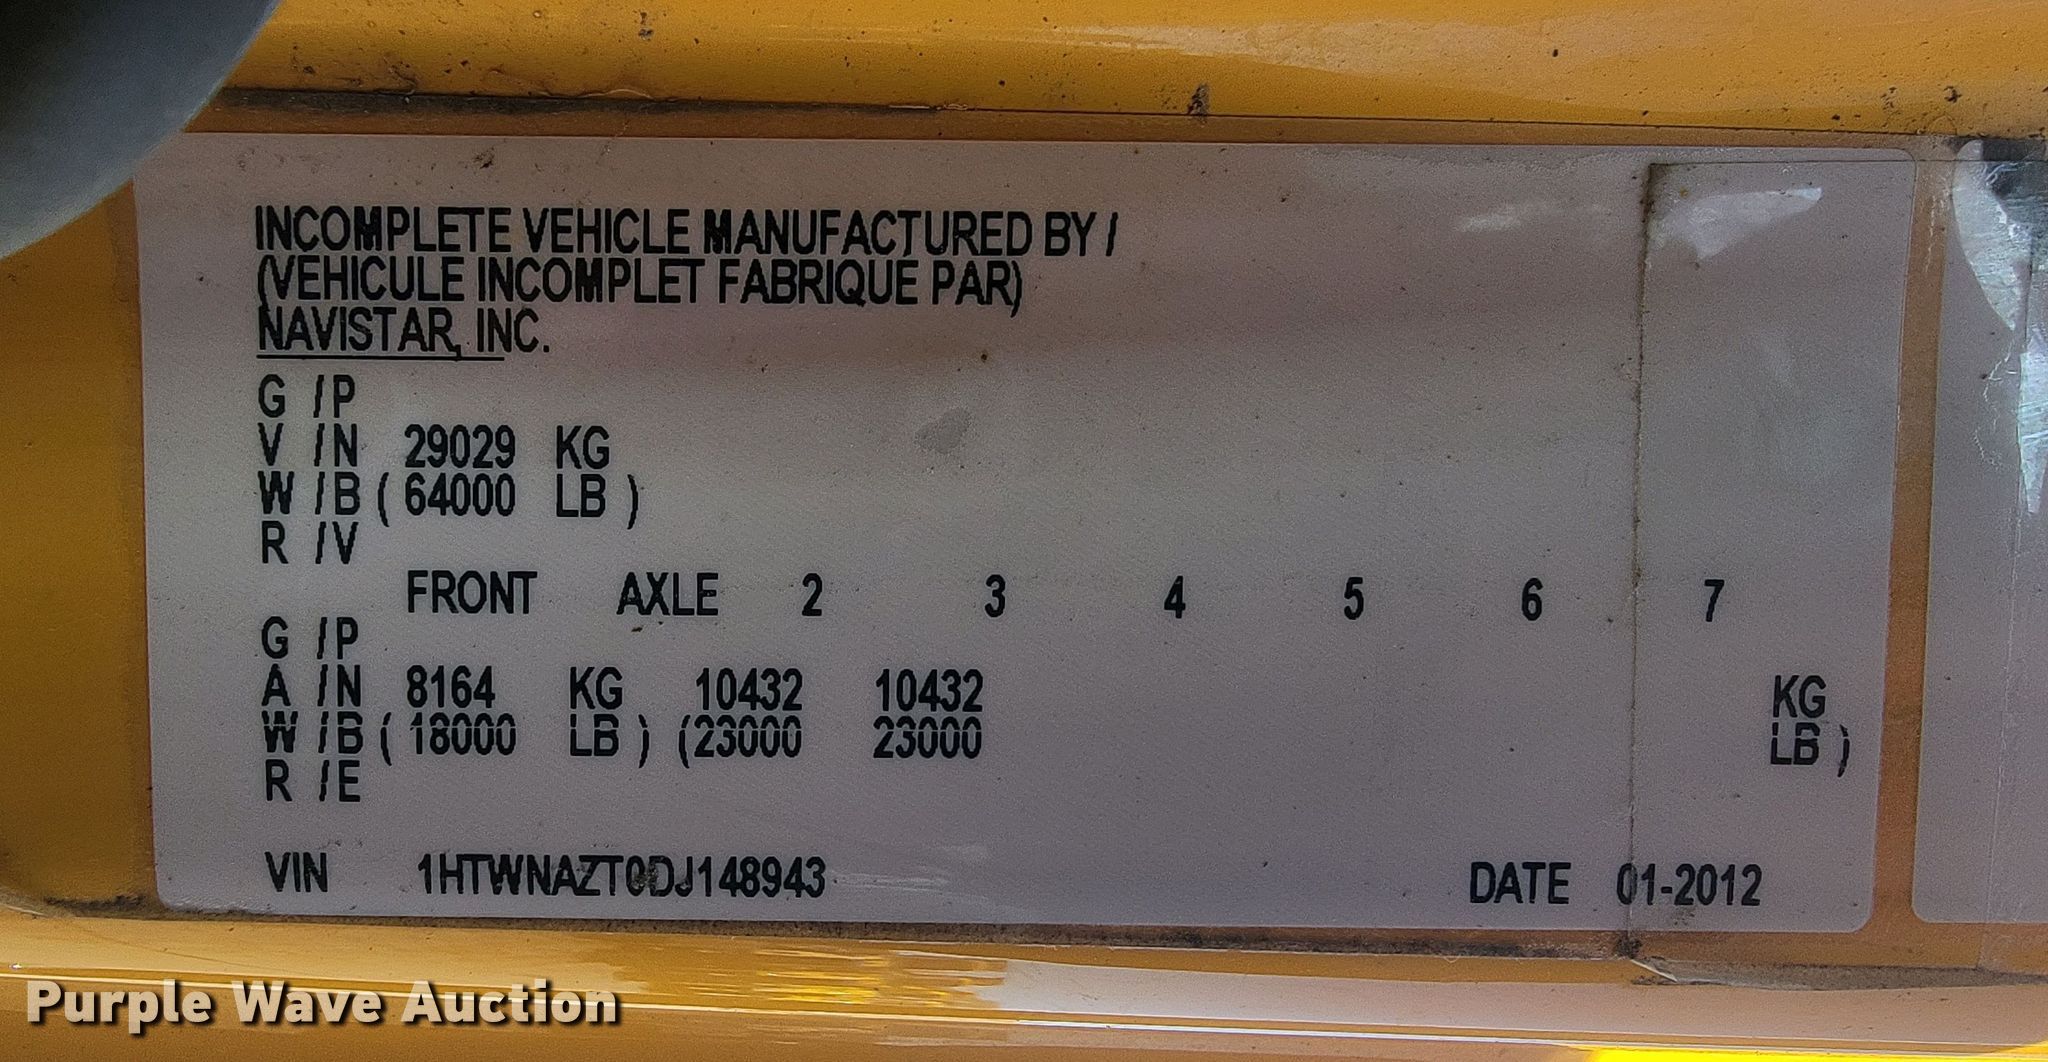 INCOMPLETE VEHICLE MANUFACTURED BY /
(VEHICULE INCOMPLET FABRIQUÉ PAR)
NAVISTAR, INC.
G /P
V /N 29029 KG
W /B ( 64000 LB )
R /V
FRONT AXLE 2 3 4 5 6 7
G /P
A /N 8164 KG 10432 10432 KG
W /B ( 18000 LB ) (23000 23000 LB )
R /E
VIN 1HTWNAZT0DJ148943 DATE 01-2012
Purple Wave Auction